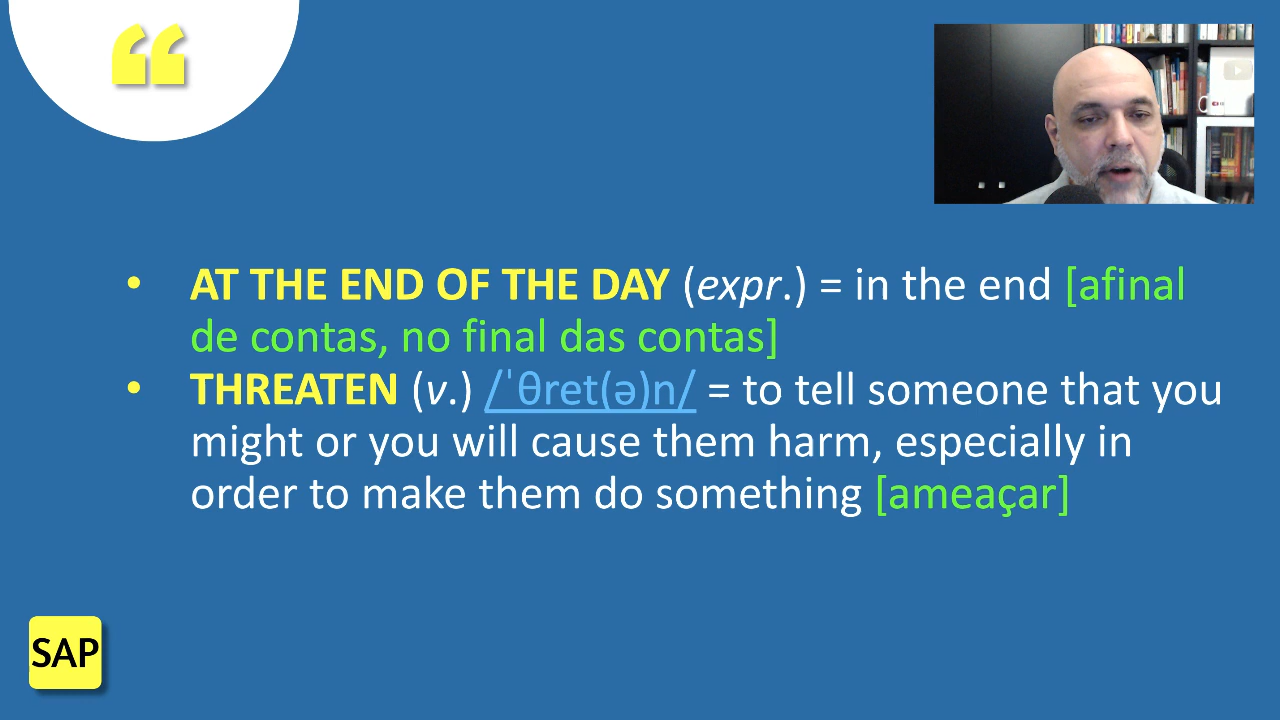 “
• AT THE END OF THE DAY (expr.) = in the end [afinal
de contas, no final das contas]
• THREATEN (v.) /ˈθret(ə)n/ = to tell someone that you
might or you will cause them harm, especially in
order to make them do something [ameaçar]
SAP